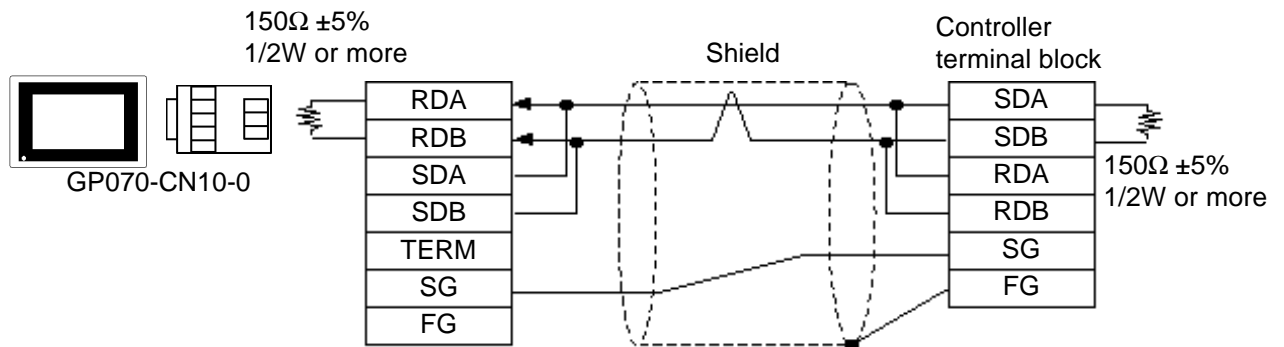 150Ω ±5%
1/2W or more
GP070-CN10-0
RDA
RDB
SDA
SDB
TERM
SG
FG
Shield
Controller
terminal block
SDA
SDB
RDA
RDB
SG
FG
150Ω ±5%
1/2W or more